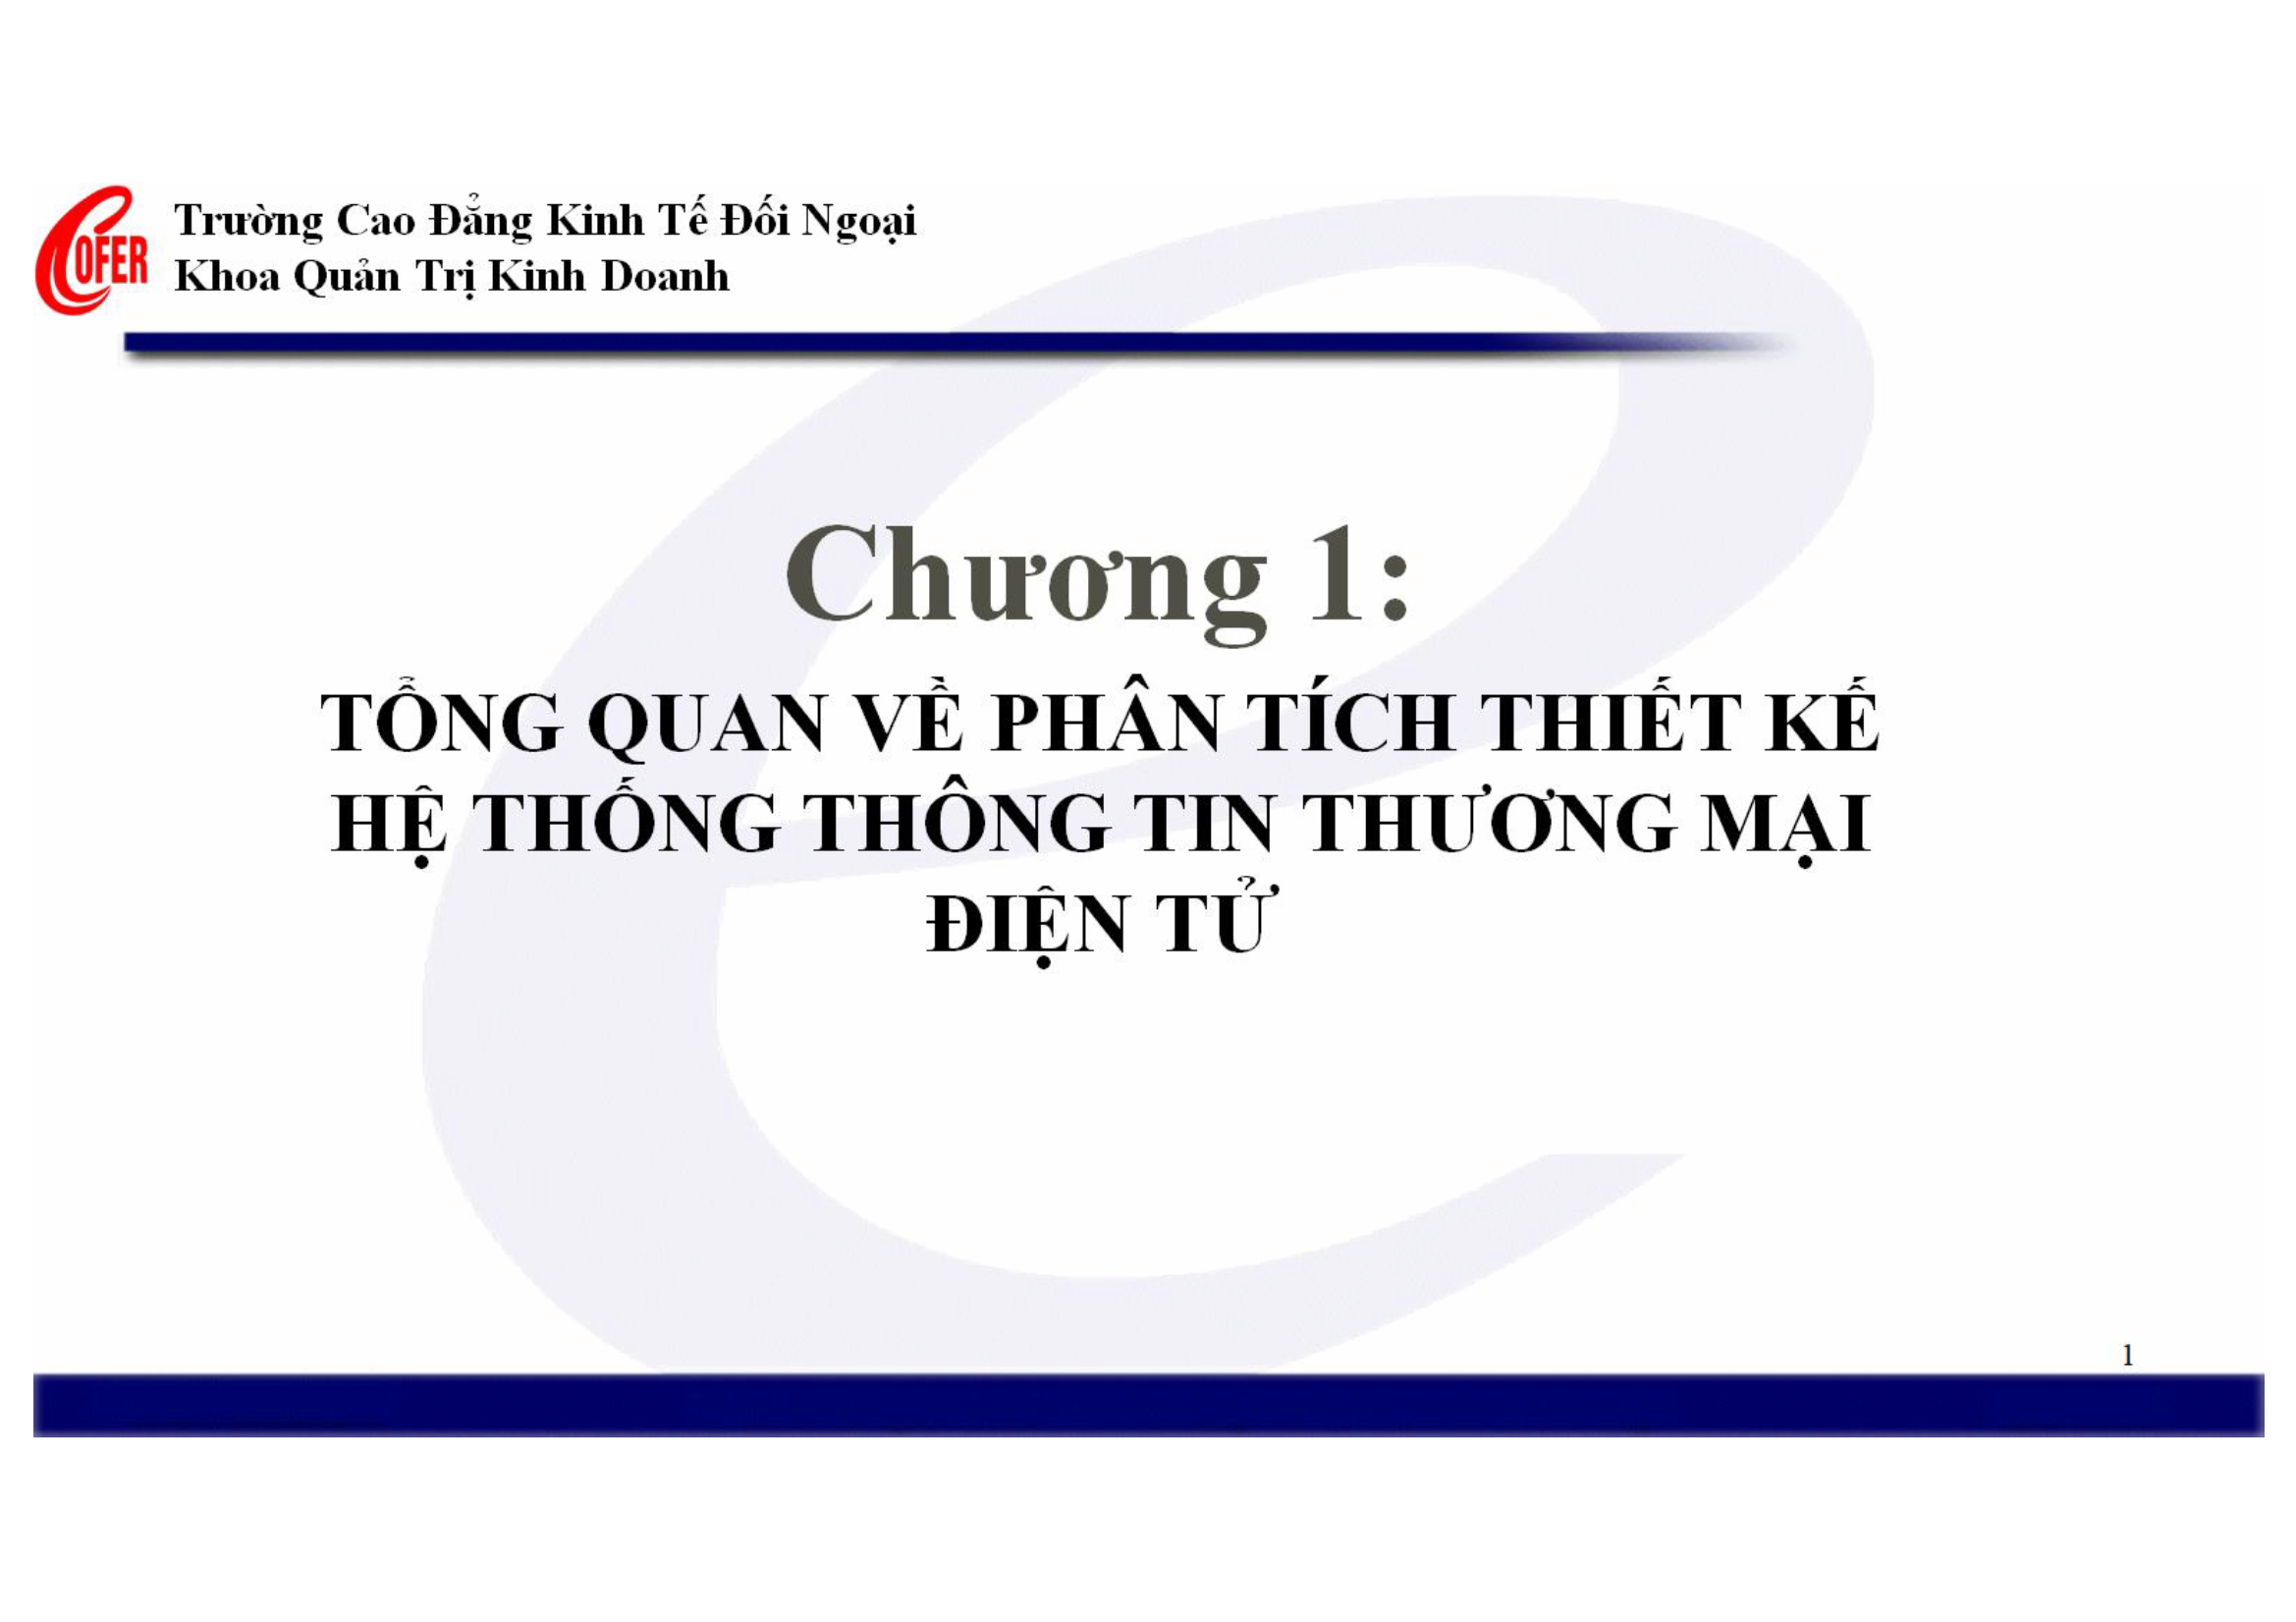 COFER
Trường Cao Đẳng Kinh Tế Đối Ngoại
Khoa Quản Trị Kinh Doanh
Chương 1:
TỔNG QUAN VỀ PHÂN TÍCH THIẾT KẾ
HỆ THỐNG THÔNG TIN THƯƠNG MẠI
ĐIỆN TỬ
1